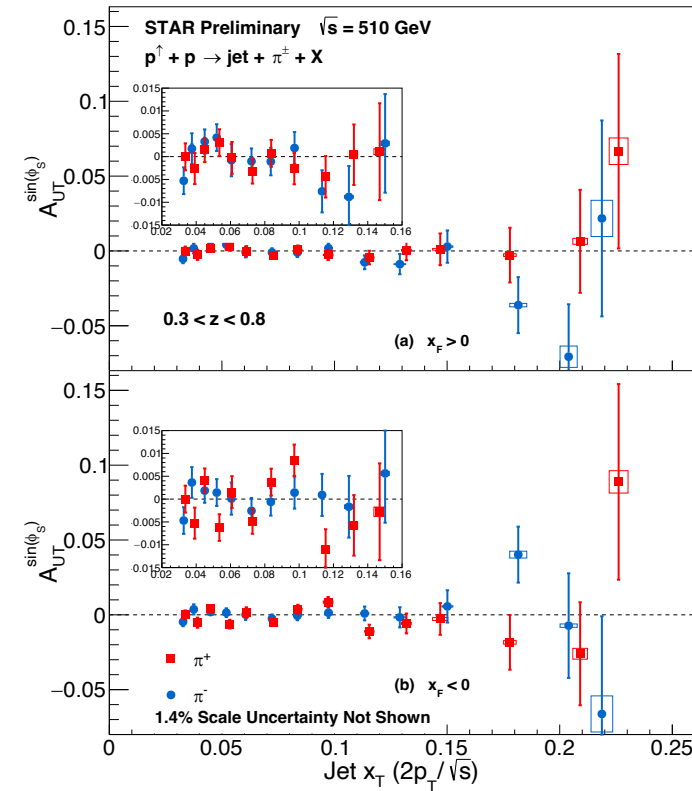 STAR Preliminary √s = 510 GeV
p↑ + p → jet + π± + X
A_UT^sin(φ_S)
0.1
0.05
0
−0.05
0.015
0.01
0.005
0
−0.005
−0.01
−0.015
0.02 0.04 0.06 0.08 0.1 0.12 0.14 0.16
0.3 < z < 0.8
(a) x_F > 0
A_UT^sin(φ_S)
0.15
0.1
0.05
0
−0.05
0.015
0.01
0.005
0
−0.005
−0.01
−0.015
0.02 0.04 0.06 0.08 0.1 0.12 0.14 0.16
π+
π-
(b) x_F < 0
1.4% Scale Uncertainty Not Shown
0 0.05 0.1 0.15 0.2 0.25
Jet x_T (2p_T/√s)